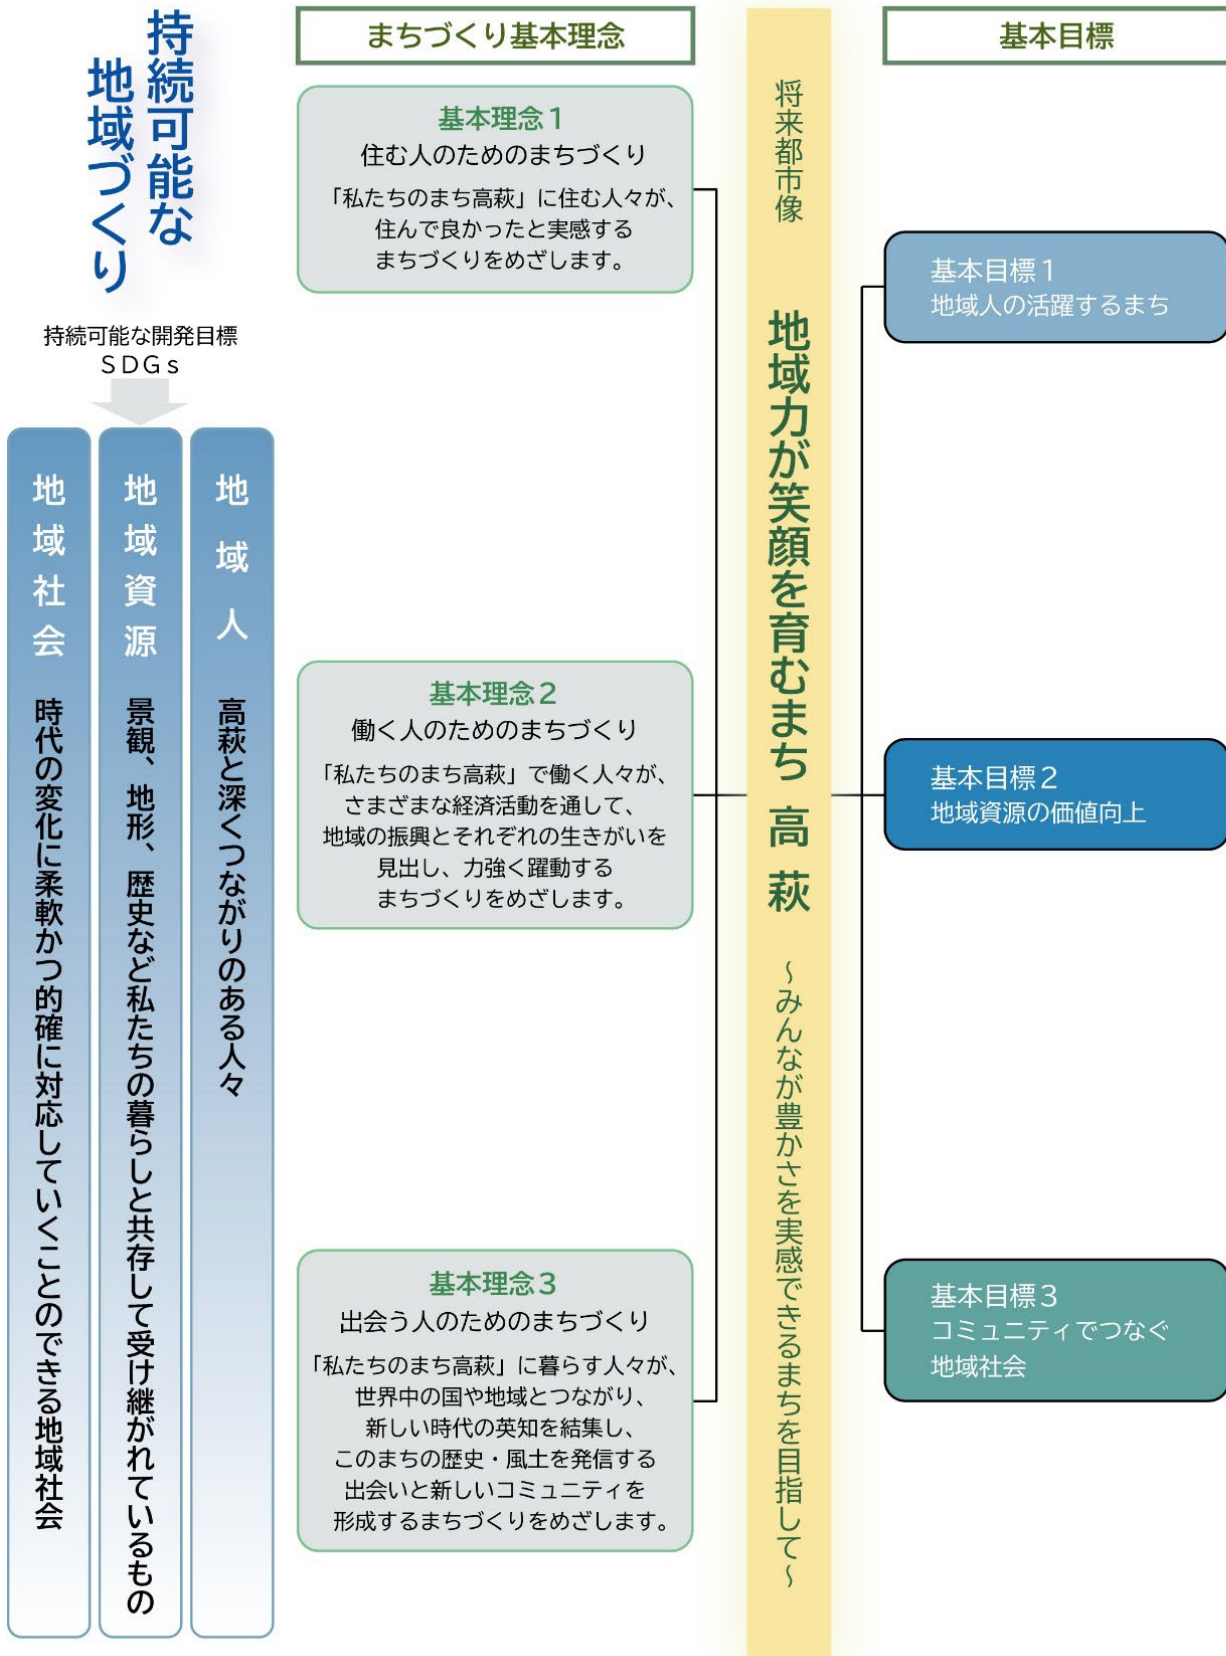 持続可能な
地域づくり
持続可能な開発目標
ＳＤＧｓ
地域人　高萩と深くつながりのある人々
地域資源　景観、地形、歴史など私たちの暮らしと共存して受け継がれているもの
地域社会　時代の変化に柔軟かつ的確に対応していくことのできる地域社会
まちづくり基本理念
基本理念１
住む人のためのまちづくり
「私たちのまち高萩」に住む人々が、
住んで良かったと実感する
まちづくりをめざします。
基本理念２
働く人のためのまちづくり
「私たちのまち高萩」で働く人々が、
さまざまな経済活動を通して、
地域の振興とそれぞれの生きがいを
見出し、力強く躍動する
まちづくりをめざします。
基本理念３
出会う人のためのまちづくり
「私たちのまち高萩」に暮らす人々が、
世界中の国や地域とつながり、
新しい時代の英知を結集し、
このまちの歴史・風土を発信する
出会いと新しいコミュニティを
形成するまちづくりをめざします。
将来都市像　地域力が笑顔を育むまち 高萩　～みんなが豊かさを実感できるまちを目指して～
基本目標
基本目標１
地域人の活躍するまち
基本目標２
地域資源の価値向上
基本目標３
コミュニティでつなぐ
地域社会